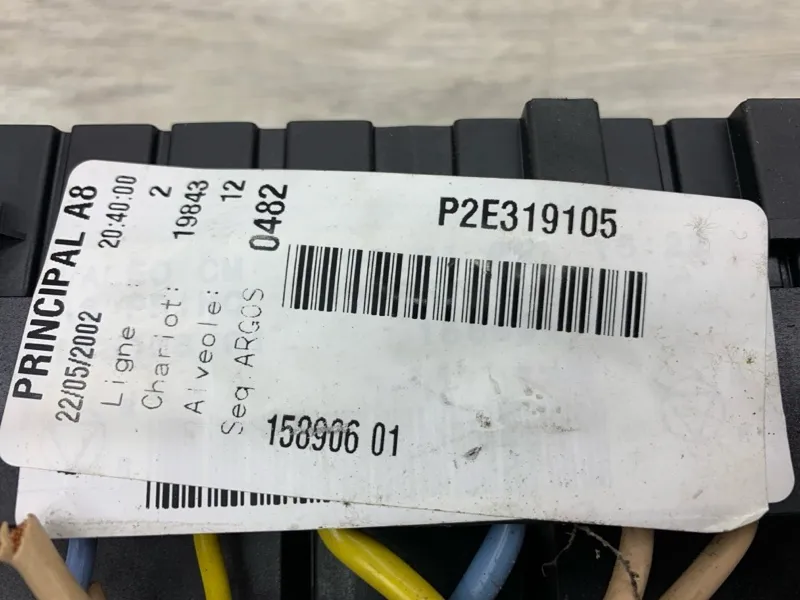 PRINCIPAL A8
22/05/2002 20:40:00
Ligne : 2
Chariot: 19843
Alveole: 12
Seq.ARGOS 0482
P2E319105
158906 01